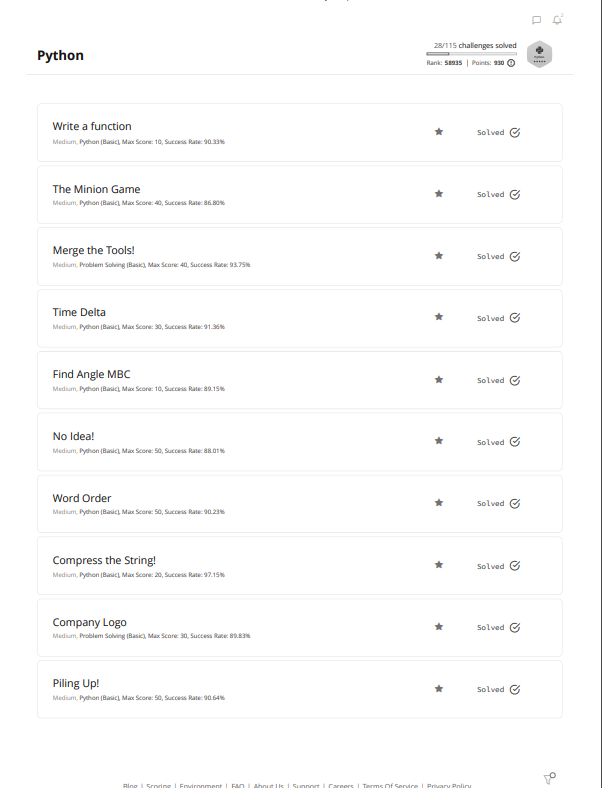 28/115 challenges solved
Python
Rank: 58935 | Points: 930
Python
Write a function
Medium, Python (Basic), Max Score: 10, Success Rate: 90.33%
Solved
The Minion Game
Medium, Python (Basic), Max Score: 40, Success Rate: 86.80%
Solved
Merge the Tools!
Medium, Problem Solving (Basic), Max Score: 40, Success Rate: 93.75%
Solved
Time Delta
Medium, Python (Basic), Max Score: 30, Success Rate: 91.36%
Solved
Find Angle MBC
Medium, Python (Basic), Max Score: 10, Success Rate: 89.15%
Solved
No Idea!
Medium, Python (Basic), Max Score: 50, Success Rate: 88.01%
Solved
Word Order
Medium, Python (Basic), Max Score: 50, Success Rate: 90.23%
Solved
Compress the String!
Medium, Python (Basic), Max Score: 20, Success Rate: 97.15%
Solved
Company Logo
Medium, Problem Solving (Basic), Max Score: 30, Success Rate: 89.83%
Solved
Piling Up!
Medium, Python (Basic), Max Score: 50, Success Rate: 90.64%
Solved
Blog | Scoring | Environment | FAQ | About Us | Support | Careers | Terms Of Service | Privacy Policy